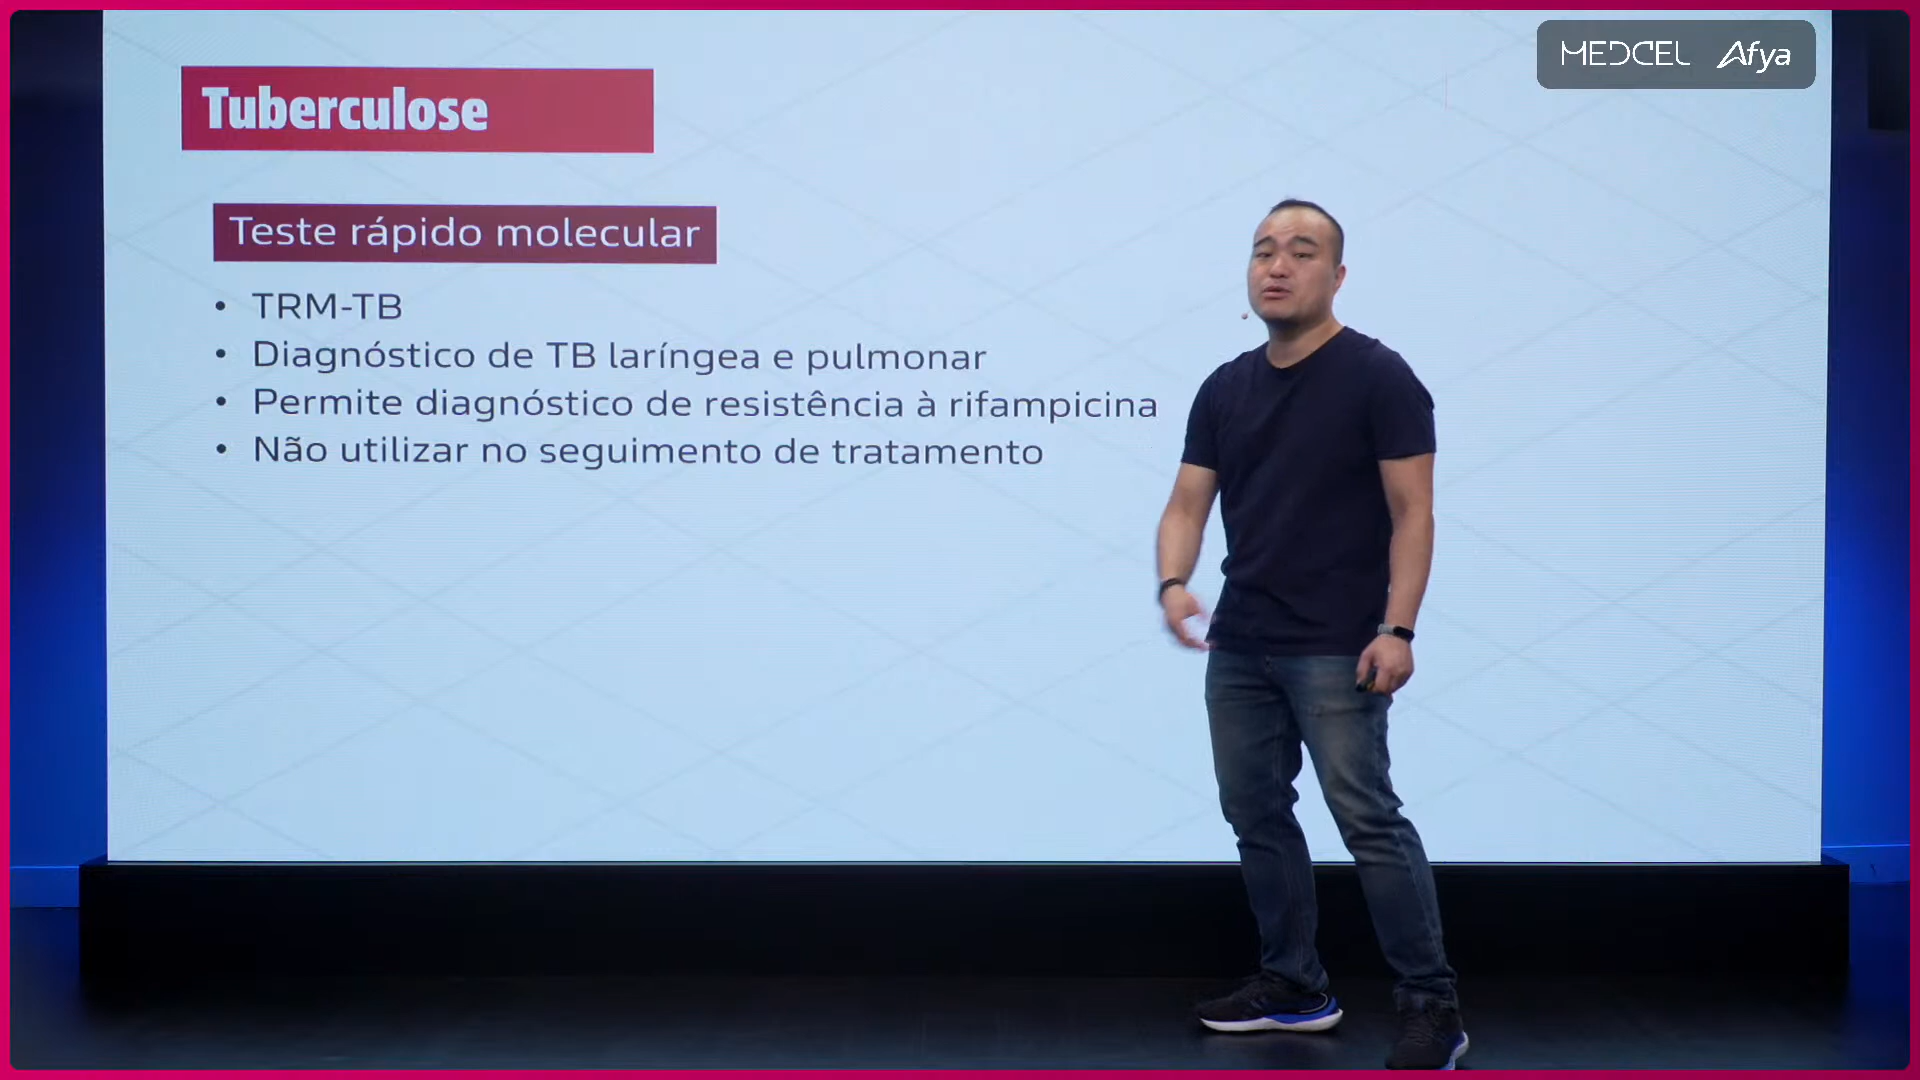 MEDCEL Afya
Tuberculose
Teste rápido molecular
• TRM-TB
• Diagnóstico de TB laríngea e pulmonar
• Permite diagnóstico de resistência à rifampicina
• Não utilizar no seguimento de tratamento